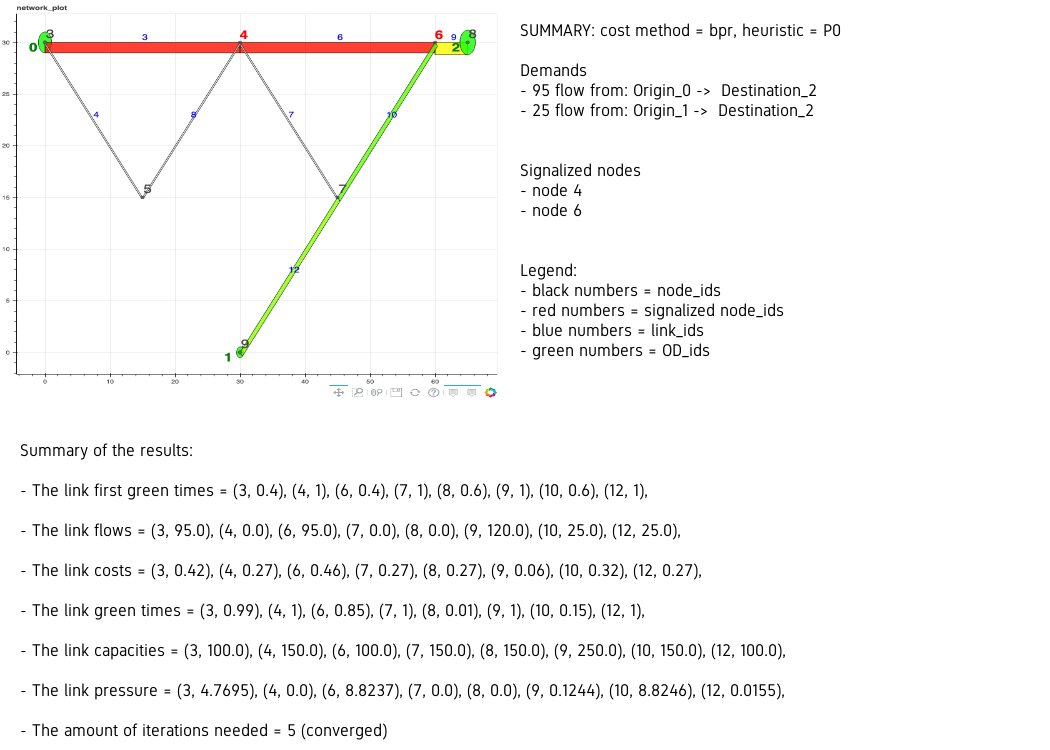 network_plot
0
3
3
4
6
6
9
2
8
30
25
4
8
7
10
20
5
7
15
10
12
5
9
1
0
0
10
20
30
40
50
60
SUMMARY: cost method = bpr, heuristic = P0
Demands
- 95 flow from: Origin_0 -> Destination_2
- 25 flow from: Origin_1 -> Destination_2
Signalized nodes
- node 4
- node 6
Legend:
- black numbers = node_ids
- red numbers = signalized node_ids
- blue numbers = link_ids
- green numbers = OD_ids
Summary of the results:
- The link first green times = (3, 0.4), (4, 1), (6, 0.4), (7, 1), (8, 0.6), (9, 1), (10, 0.6), (12, 1),
- The link flows = (3, 95.0), (4, 0.0), (6, 95.0), (7, 0.0), (8, 0.0), (9, 120.0), (10, 25.0), (12, 25.0),
- The link costs = (3, 0.42), (4, 0.27), (6, 0.46), (7, 0.27), (8, 0.27), (9, 0.06), (10, 0.32), (12, 0.27),
- The link green times = (3, 0.99), (4, 1), (6, 0.85), (7, 1), (8, 0.01), (9, 1), (10, 0.15), (12, 1),
- The link capacities = (3, 100.0), (4, 150.0), (6, 100.0), (7, 150.0), (8, 150.0), (9, 250.0), (10, 150.0), (12, 100.0),
- The link pressure = (3, 4.7695), (4, 0.0), (6, 8.8237), (7, 0.0), (8, 0.0), (9, 0.1244), (10, 8.8246), (12, 0.0155),
- The amount of iterations needed = 5 (converged)